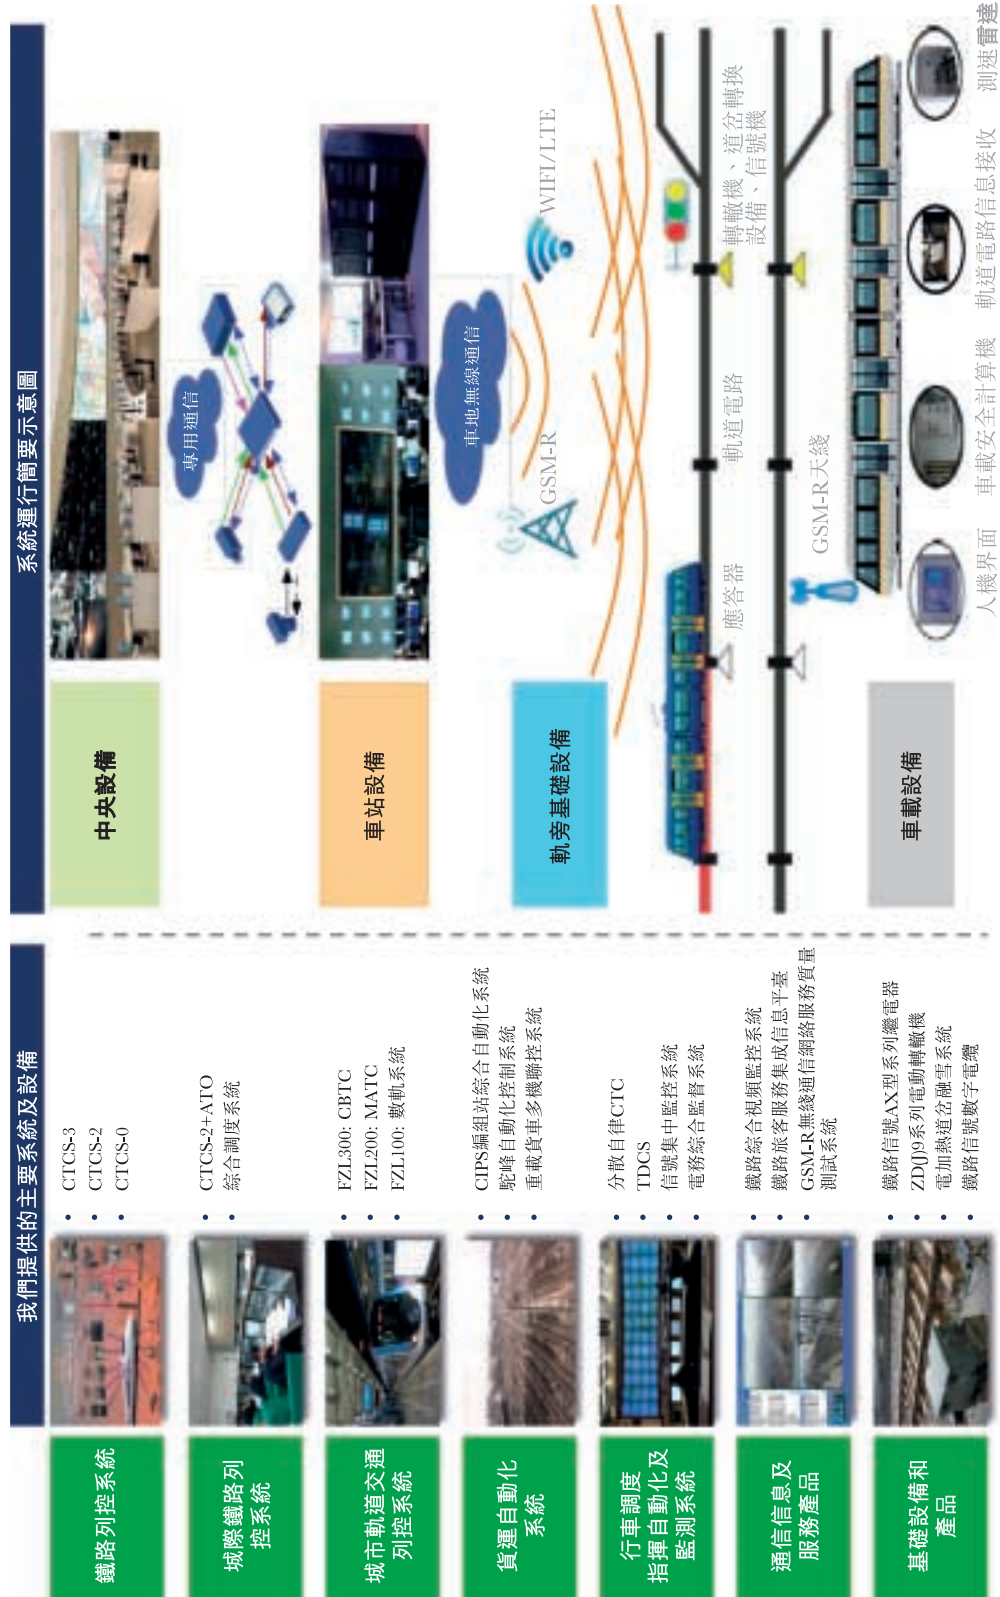 我們提供的主要系統及設備
鐵路列控系統
• CTCS-3
• CTCS-2
• CTCS-0
城際鐵路列
控系統
• CTCS-2+ATO
• 綜合調度系統
城市軌道交通
列控系統
• FZL300: CBTC
• FZL200: MATC
• FZL100: 數軌系統
貨運自動化
系統
• CIPS編組站綜合自動化系統
• 駝峰自動化控制系統
• 重載貨車多機聯控系統
行車調度
指揮自動化及
監測系統
• 分散自律CTC
• TDCS
• 信號集中監控系統
• 電務綜合監督系統
通信信息及
服務產品
• 鐵路綜合視頻監控系統
• 鐵路旅客服務集成信息平臺
• GSM-R無綫通信網絡服務質量
測試系統
基礎設備和
產品
• 鐵路信號AX型系列繼電器
• ZD(J)9系列電動轉轍機
• 電加熱道岔融雪系統
• 鐵路信號數字電纜
系統運行簡要示意圖
中央設備
專用通信
車站設備
車地無線通信
軌旁基礎設備
GSM-R
WIFI/LTE
應答器
軌道電路
轉轍機、道岔轉換
設備、信號機
GSM-R天綫
車載設備
人機界面
車載安全計算機
軌道電路信息接收
測速雷達